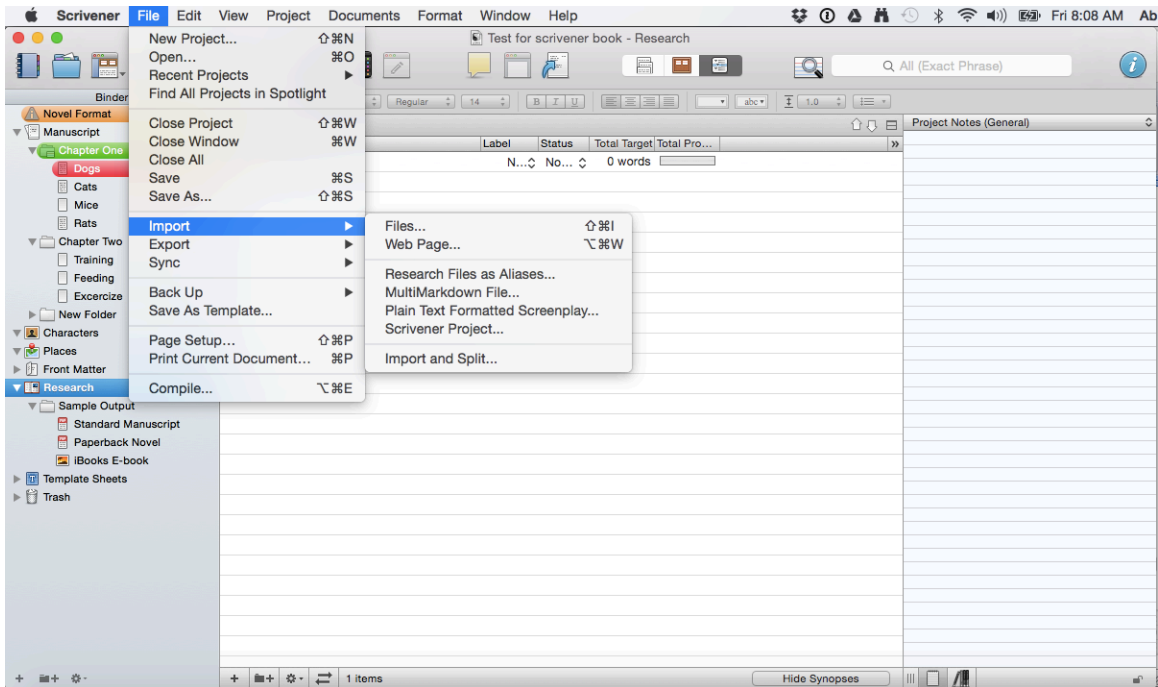 Scrivener File Edit View Project Documents Format Window Help Fri 8:08 AM Ab
Test for scrivener book - Research
All (Exact Phrase)
New Project... ⇧⌘N
Open... ⌘O
Recent Projects ▶
Find All Projects in Spotlight
Close Project ⇧⌘W
Close Window ⌘W
Close All
Save ⌘S
Save As... ⇧⌘S
Import ▶
Export ▶
Sync ▶
Back Up ▶
Save As Template...
Page Setup... ⇧⌘P
Print Current Document... ⌘P
Compile... ⌥⌘E
Files... ⇧⌘I
Web Page... ⌥⌘W
Research Files as Aliases...
MultiMarkdown File...
Plain Text Formatted Screenplay...
Scrivener Project...
Import and Split...
Binder
Novel Format
Manuscript
Chapter One
Dogs
Cats
Mice
Rats
Chapter Two
Training
Feeding
Excercize
New Folder
Characters
Places
Front Matter
Research
Sample Output
Standard Manuscript
Paperback Novel
iBooks E-book
Template Sheets
Trash
Regular 14 B I U abc 1.0
Label Status Total Target Total Pro...
N... No... 0 words
Project Notes (General)
1 items
Hide Synopses